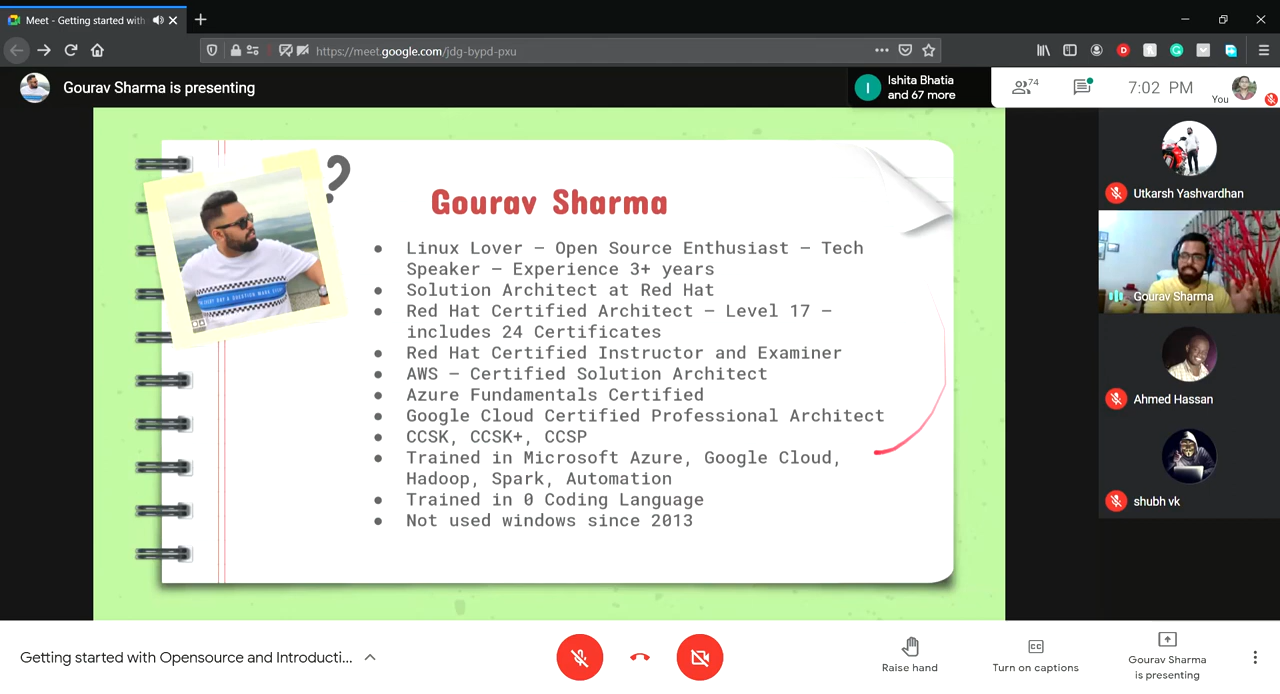 Meet - Getting started with
https://meet.google.com/jdg-bypd-pxu
Gourav Sharma is presenting
I
Ishita Bhatia
and 67 more
74
7:02 PM
You
?
Gourav Sharma
● Linux Lover – Open Source Enthusiast – Tech
Speaker – Experience 3+ years
● Solution Architect at Red Hat
● Red Hat Certified Architect – Level 17 –
includes 24 Certificates
● Red Hat Certified Instructor and Examiner
● AWS – Certified Solution Architect
● Azure Fundamentals Certified
● Google Cloud Certified Professional Architect
● CCSK, CCSK+, CCSP
● Trained in Microsoft Azure, Google Cloud,
Hadoop, Spark, Automation
● Trained in 0 Coding Language
● Not used windows since 2013
Utkarsh Yashvardhan
Gourav Sharma
Ahmed Hassan
shubh vk
Getting started with Opensource and Introducti...
Raise hand
CC
Turn on captions
Gourav Sharma
is presenting